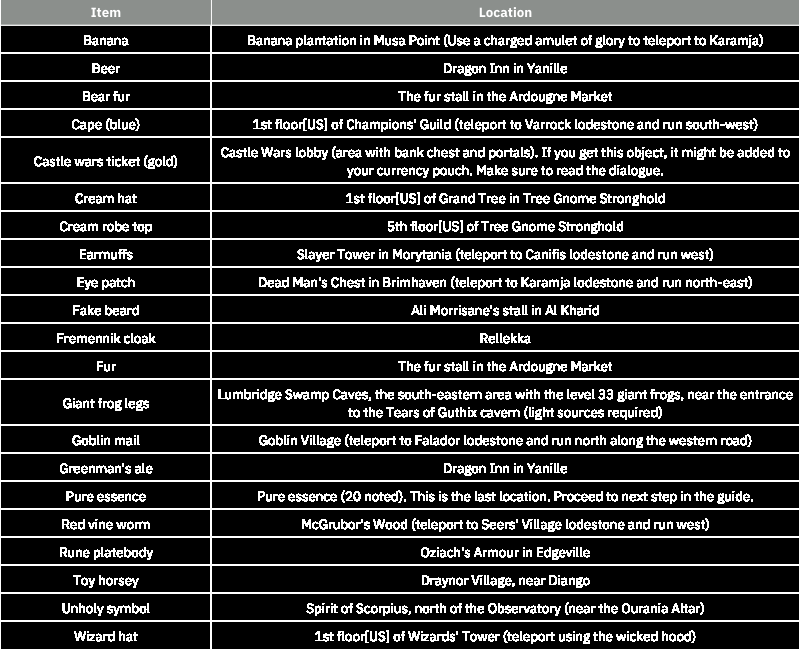 Item Location
Banana Banana plantation in Musa Point (Use a charged amulet of glory to teleport to Karamja)
Beer Dragon Inn in Yanille
Bear fur The fur stall in the Ardougne Market
Cape (blue) 1st floor[US] of Champions' Guild (teleport to Varrock lodestone and run south-west)
Castle wars ticket (gold) Castle Wars lobby (area with bank chest and portals). If you get this object, it might be added to
your currency pouch. Make sure to read the dialogue.
Cream hat 1st floor[US] of Grand Tree in Tree Gnome Stronghold
Cream robe top 5th floor[US] of Tree Gnome Stronghold
Earmuffs Slayer Tower in Morytania (teleport to Canifis lodestone and run west)
Eye patch Dead Man's Chest in Brimhaven (teleport to Karamja lodestone and run north-east)
Fake beard Ali Morrisane's stall in Al Kharid
Fremennik cloak Rellekka
Fur The fur stall in the Ardougne Market
Giant frog legs Lumbridge Swamp Caves, the south-eastern area with the level 33 giant frogs, near the entrance
to the Tears of Guthix cavern (light sources required)
Goblin mail Goblin Village (teleport to Falador lodestone and run north along the western road)
Greenman's ale Dragon Inn in Yanille
Pure essence Pure essence (20 noted). This is the last location. Proceed to next step in the guide.
Red vine worm McGrubor's Wood (teleport to Seers' Village lodestone and run west)
Rune platebody Oziach's Armour in Edgeville
Toy horsey Draynor Village, near Diango
Unholy symbol Spirit of Scorpius, north of the Observatory (near the Ourania Altar)
Wizard hat 1st floor[US] of Wizards' Tower (teleport using the wicked hood)